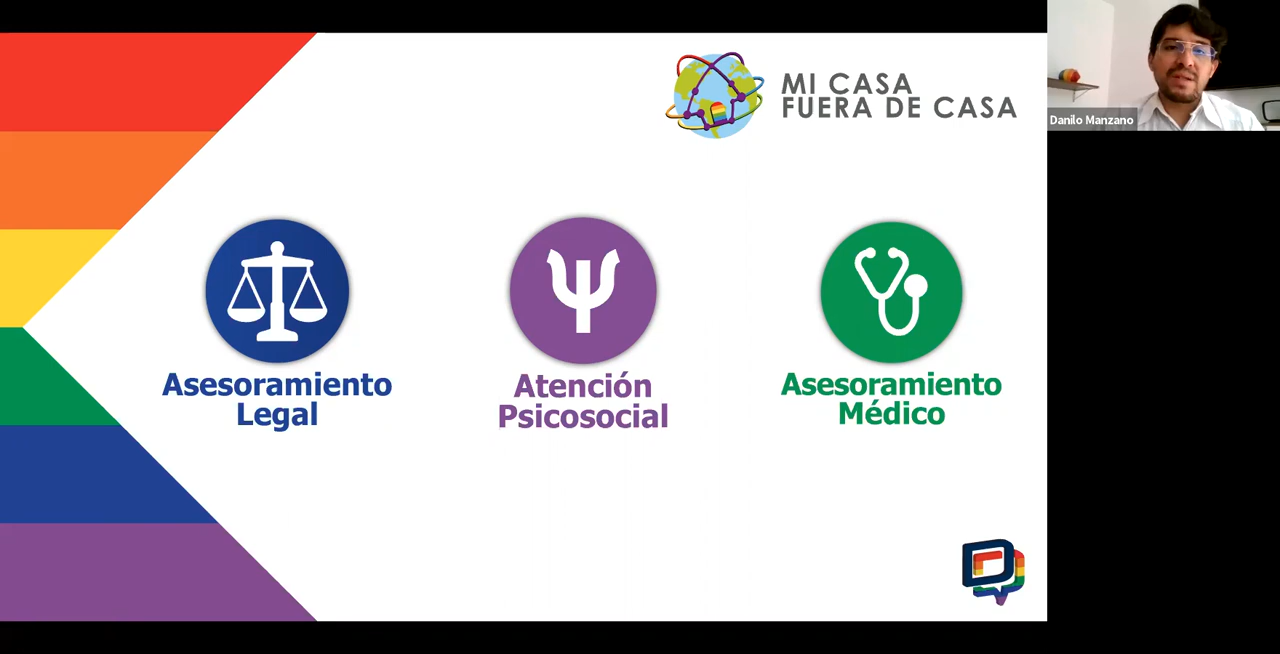 MI CASA
FUERA DE CASA
Danilo Manzano
Asesoramiento
Legal
Atención
Psicosocial
Asesoramiento
Médico